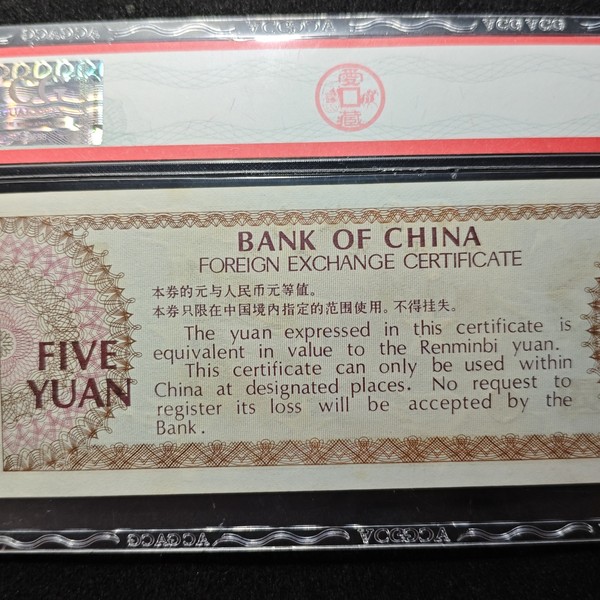 VCG VCG
愛藏
BANK OF CHINA
FOREIGN EXCHANGE CERTIFICATE
本券的元与人民币元等值。
本券只限在中国境内指定的范围使用。不得挂失。
The yuan expressed in this certificate is
equivalent in value to the Renminbi yuan.
This certificate can only be used within
China at designated places. No request to
register its loss will be accepted by the
Bank.
FIVE
YUAN